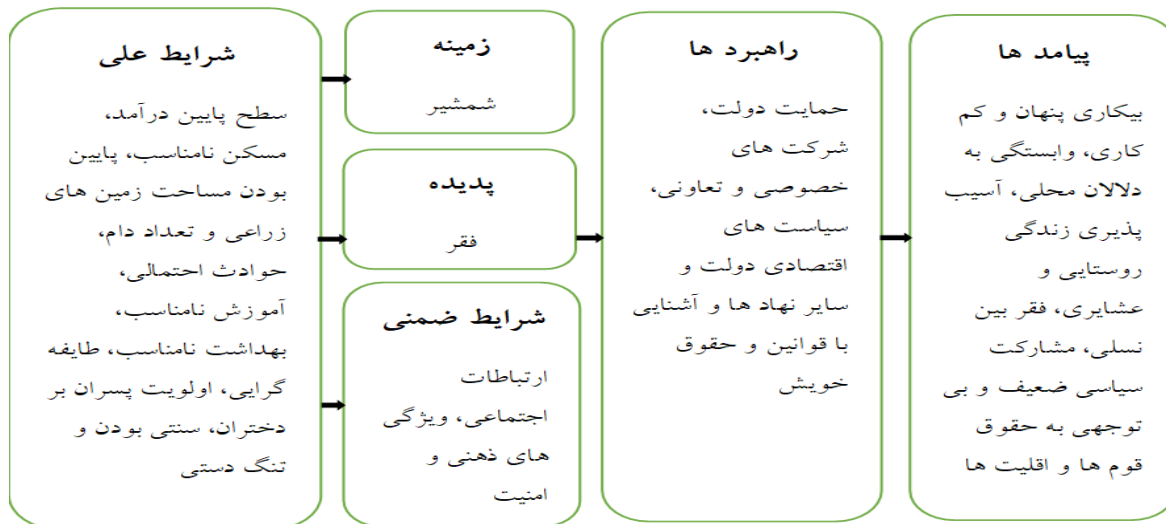 شرایط علی
سطح پایین درآمد،
مسکن نامناسب، پایین
بودن مساحت زمین های
زراعی و تعداد دام،
حوادث احتمالی،
آموزش نامناسب،
بهداشت نامناسب، طایفه
گرایی، اولویت پسران بر
دختران، سنتی بودن و
تنگ دستی
زمینه
شمشیر
پدیده
فقر
شرایط ضمنی
ارتباطات
اجتماعی، ویژگی
های ذهنی و
امنیت
راهبرد ها
حمایت دولت،
شرکت های
خصوصی و تعاونی،
سیاست های
اقتصادی دولت و
سایر نهاد ها و آشنایی
با قوانین و حقوق
خویش
پیامد ها
بیکاری پنهان و کم
کاری، وابستگی به
دلالان محلی، آسیب
پذیری زندگی
روستایی و
عشایری، فقر بین
نسلی، مشارکت
سیاسی ضعیف و بی
توجهی به حقوق
قوم ها و اقلیت ها